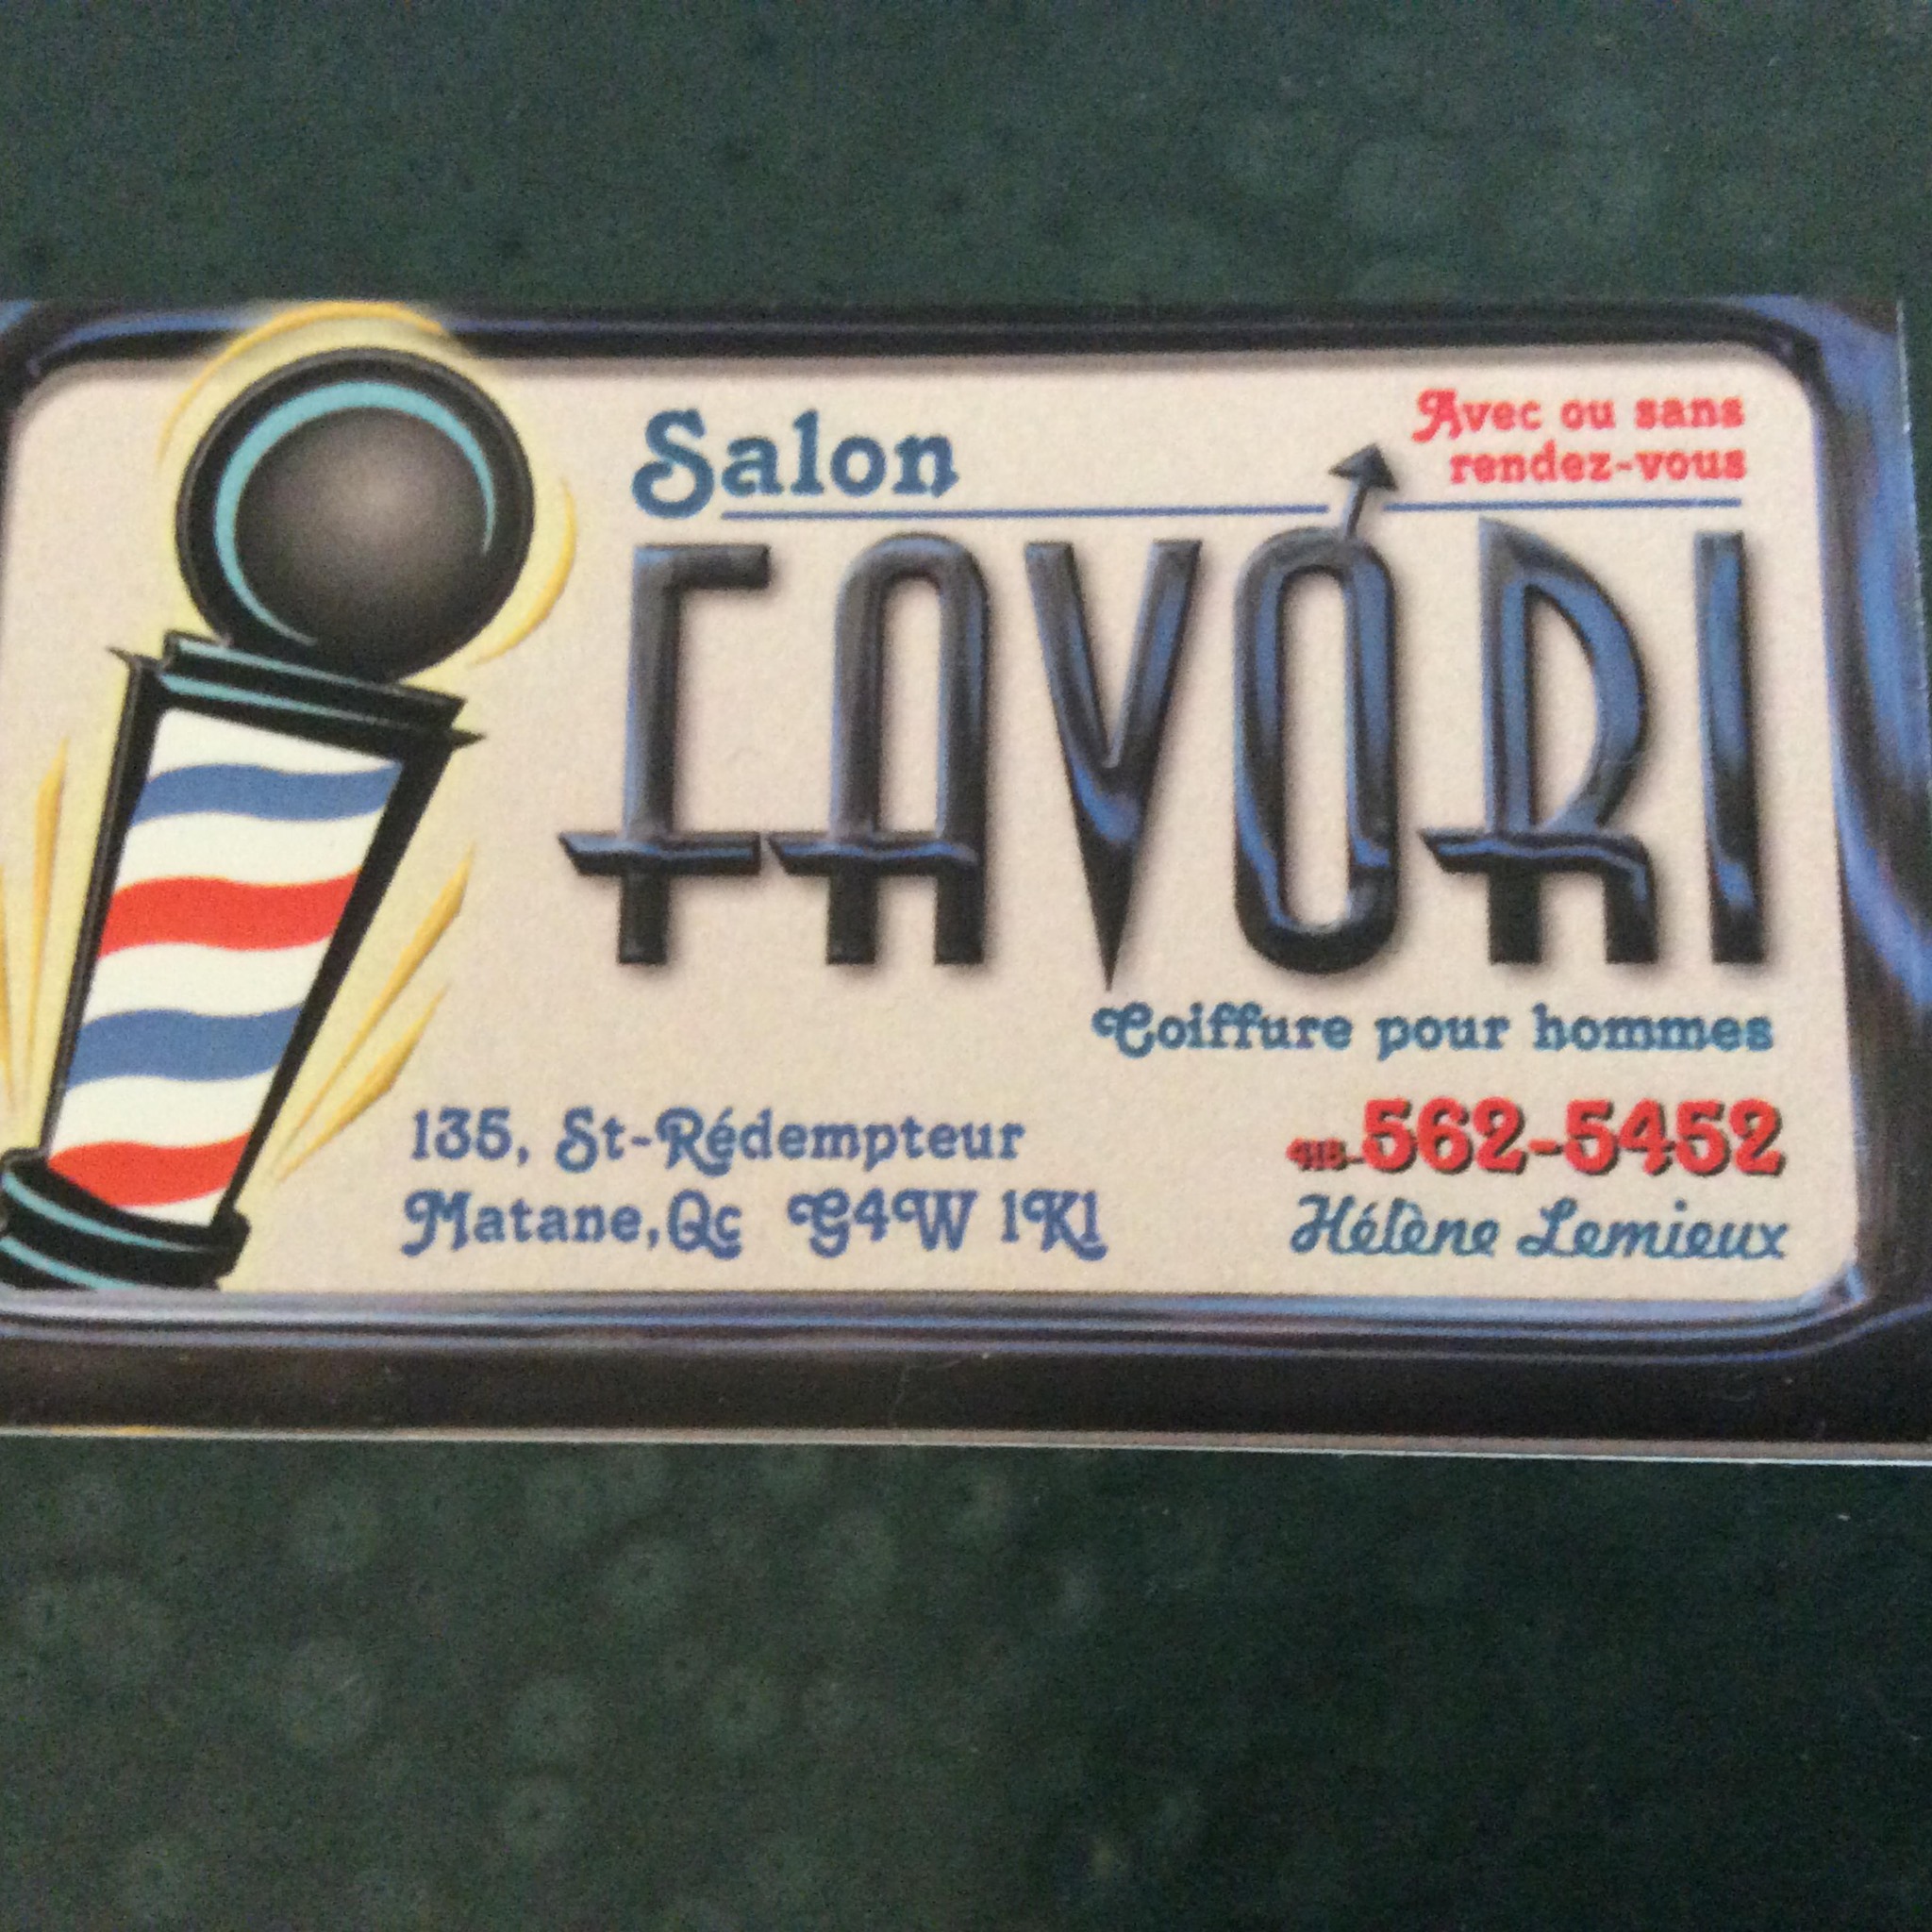 Salon
Avec ou sans
rendez-vous
FAVORI
Coiffure pour hommes
135, St-Rédempteur
Matane, Qc G4W 1K1
418-562-5452
Hélène Lemieux